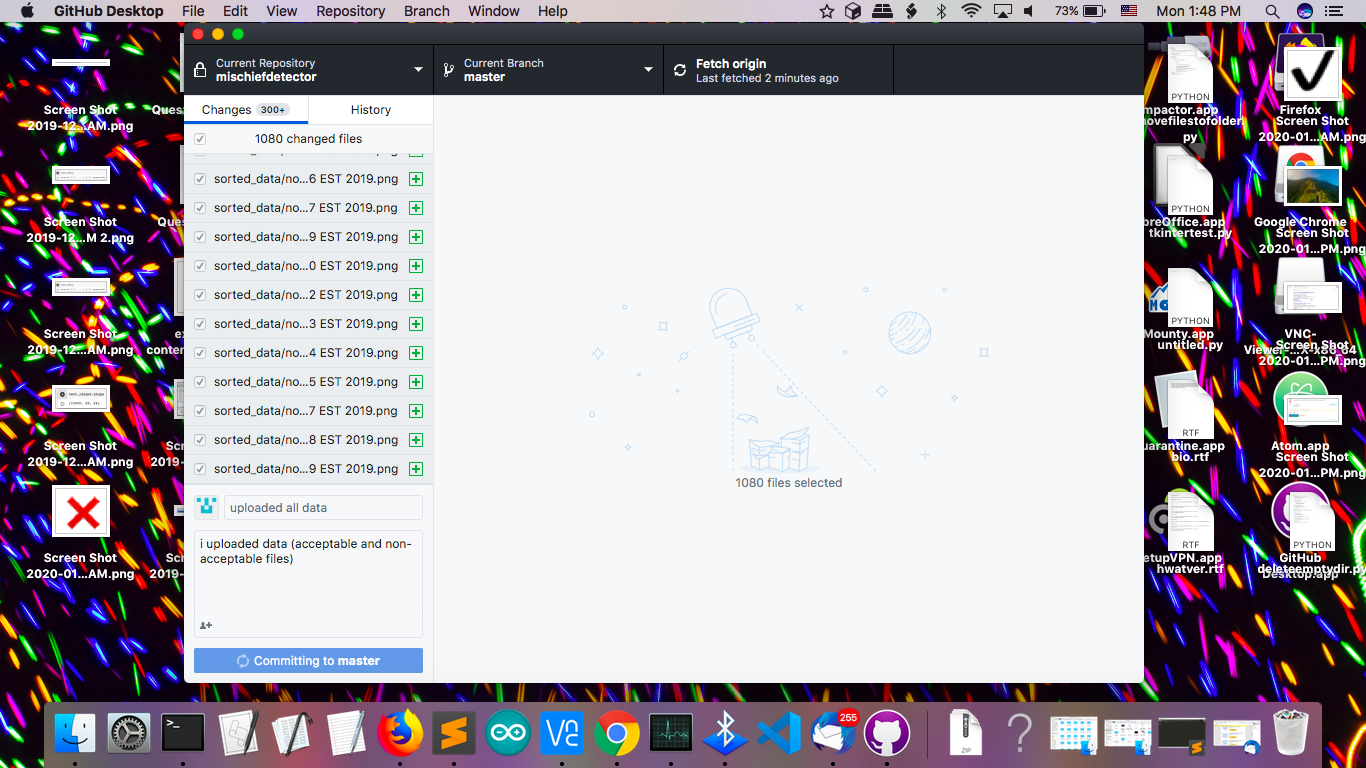 GitHub Desktop File Edit View Repository Branch Window Help
73% Mon 1:48 PM
Current Repository
mischiefdetector
Current Branch
master
Fetch origin
Last fetched 2 minutes ago
Changes 300+ History
1080 changed files
sorted_data/no...6 EST 2019.png
sorted_data/no...7 EST 2019.png
sorted_data/no...9 EST 2019.png
sorted_data/no...0 EST 2019.png
sorted_data/no...2 EST 2019.png
sorted_data/no...3 EST 2019.png
sorted_data/no...4 EST 2019.png
sorted_data/no...5 EST 2019.png
sorted_data/no...7 EST 2019.png
sorted_data/no...8 EST 2019.png
sorted_data/no...9 EST 2019.png
uploaded all data
i uploaded data (acceptable and non-
acceptable files)
Committing to master
1080 files selected
Screen Shot
2019-12...AM.png
Screen Shot
2019-12...M 2.png
Screen Shot
2019-12...AM.png
Screen Shot
2019-12...AM.png
Screen Shot
2020-01...AM.png
PYTHON
mpactor.app
ovefilestofolder.
py
PYTHON
breOffice.app
tkintertest.py
PYTHON
Mounty.app
untitled.py
RTF
uarantine.app
bio.rtf
RTF
etupVPN.app
hwatver.rtf
Firefox
Screen Shot
2020-01...AM.png
Google Chrome
Screen Shot
2020-01...PM.png
VNC-
Viewer-...X-x86_64
Screen Shot
2020-01...PM.png
Atom.app
Screen Shot
2020-01...PM.png
PYTHON
GitHub
Desktop.app
deleteemptydir.py
255
ZIP